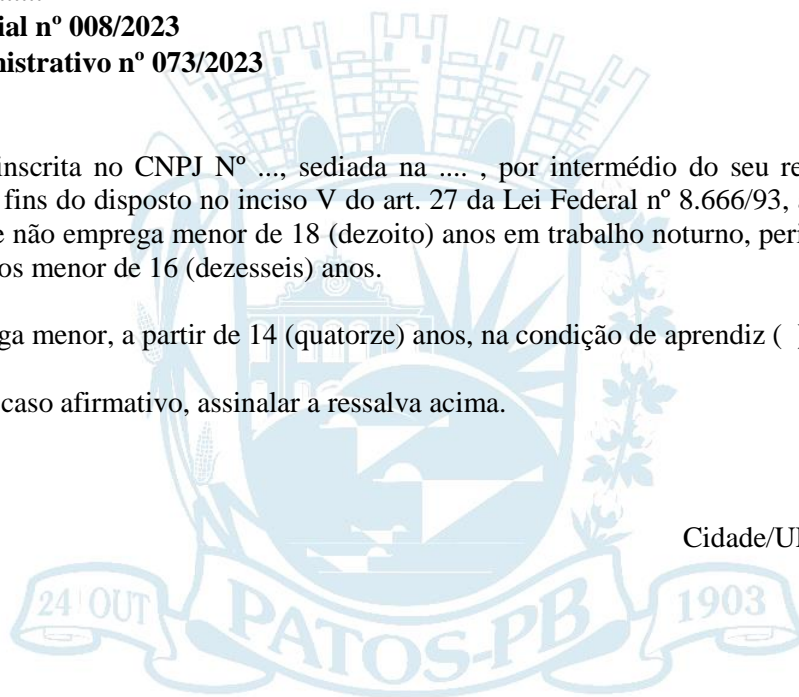 ial nº 008/2023
nistrativo nº 073/2023
inscrita no CNPJ Nº ..., sediada na .... , por intermédio do seu re
fins do disposto no inciso V do art. 27 da Lei Federal nº 8.666/93,
e não emprega menor de 18 (dezoito) anos em trabalho noturno, peri
os menor de 16 (dezesseis) anos.
ga menor, a partir de 14 (quatorze) anos, na condição de aprendiz ( )
caso afirmativo, assinalar a ressalva acima.
Cidade/U
24 OUT
PATOS-PB
1903